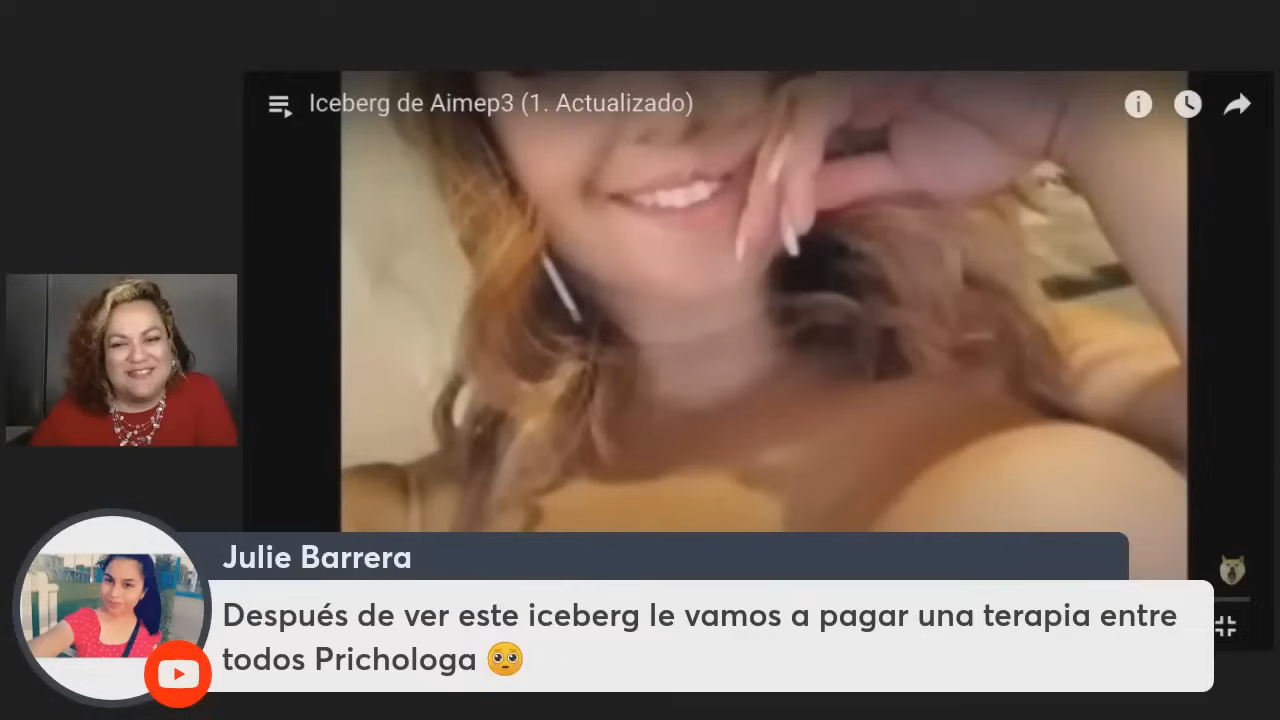 Iceberg de Aimep3 (1. Actualizado)
Julie Barrera
Después de ver este iceberg le vamos a pagar una terapia entre
todos Prichologa 🥺